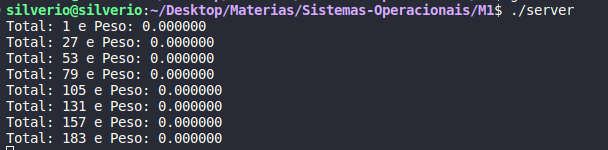 silverio@silverio:~/Desktop/Materias/Sistemas-Operacionais/M1$ ./server
Total: 1 e Peso: 0.000000
Total: 27 e Peso: 0.000000
Total: 53 e Peso: 0.000000
Total: 79 e Peso: 0.000000
Total: 105 e Peso: 0.000000
Total: 131 e Peso: 0.000000
Total: 157 e Peso: 0.000000
Total: 183 e Peso: 0.000000